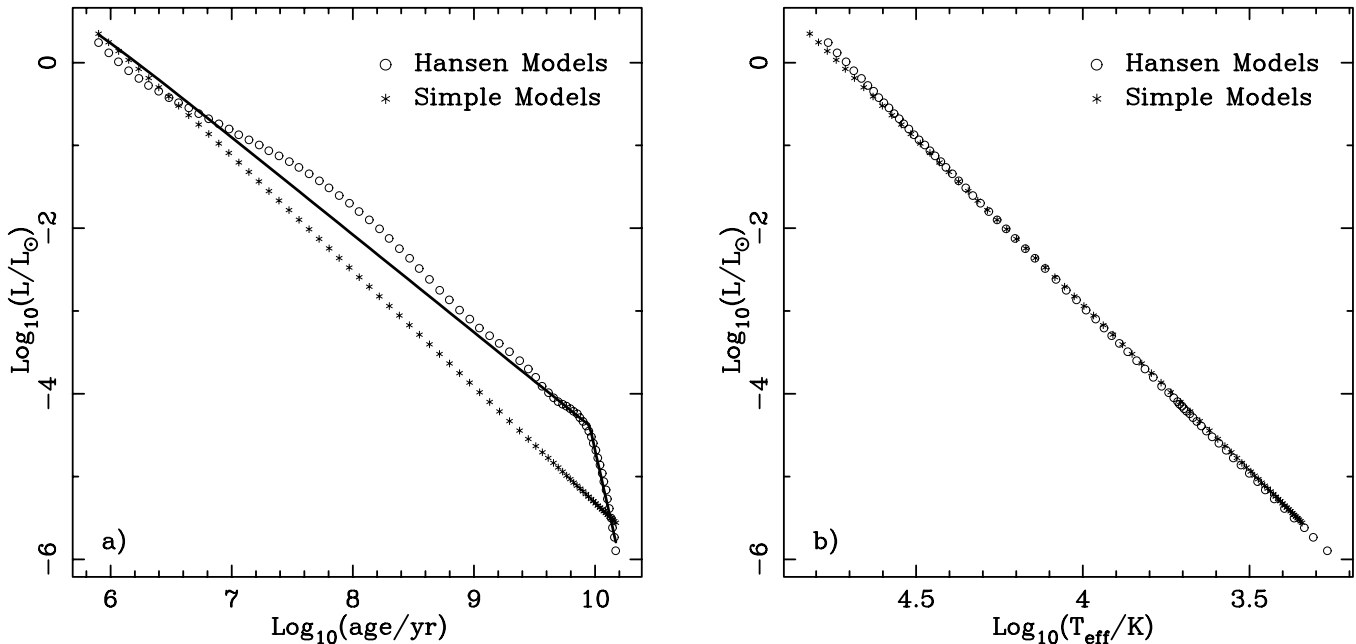 0
−2
−4
−6
Log₁₀(L/L⊙)
○ Hansen Models
* Simple Models
a)
6 7 8 9 10
Log₁₀(age/yr)
0
−2
−4
−6
Log₁₀(L/L⊙)
○ Hansen Models
* Simple Models
b)
4.5 4 3.5
Log₁₀(T_eff/K)